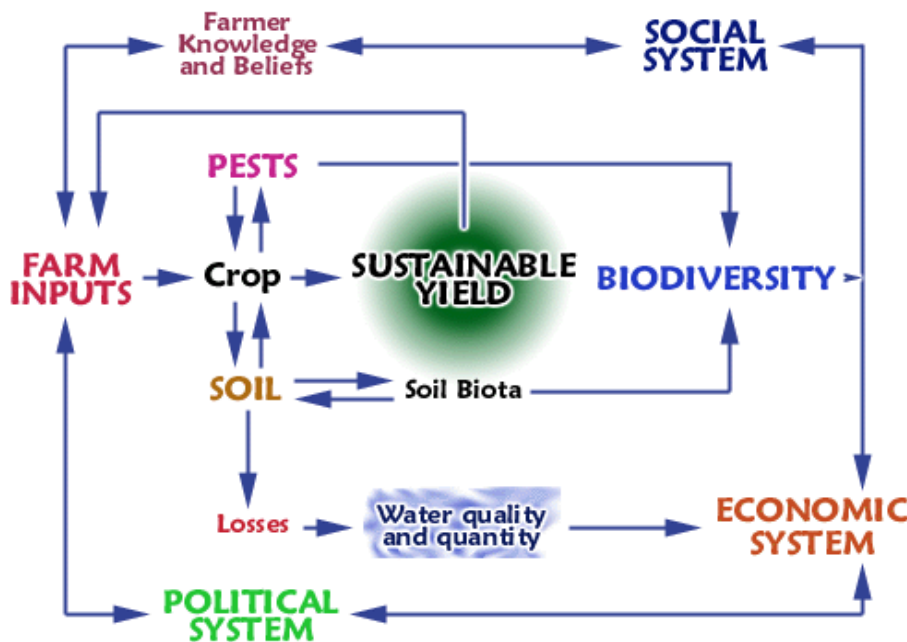 Farmer
Knowledge
and Beliefs
SOCIAL
SYSTEM
PESTS
FARM
INPUTS
Crop
SUSTAINABLE
YIELD
BIODIVERSITY
SOIL
Soil Biota
Losses
Water quality
and quantity
ECONOMIC
SYSTEM
POLITICAL
SYSTEM